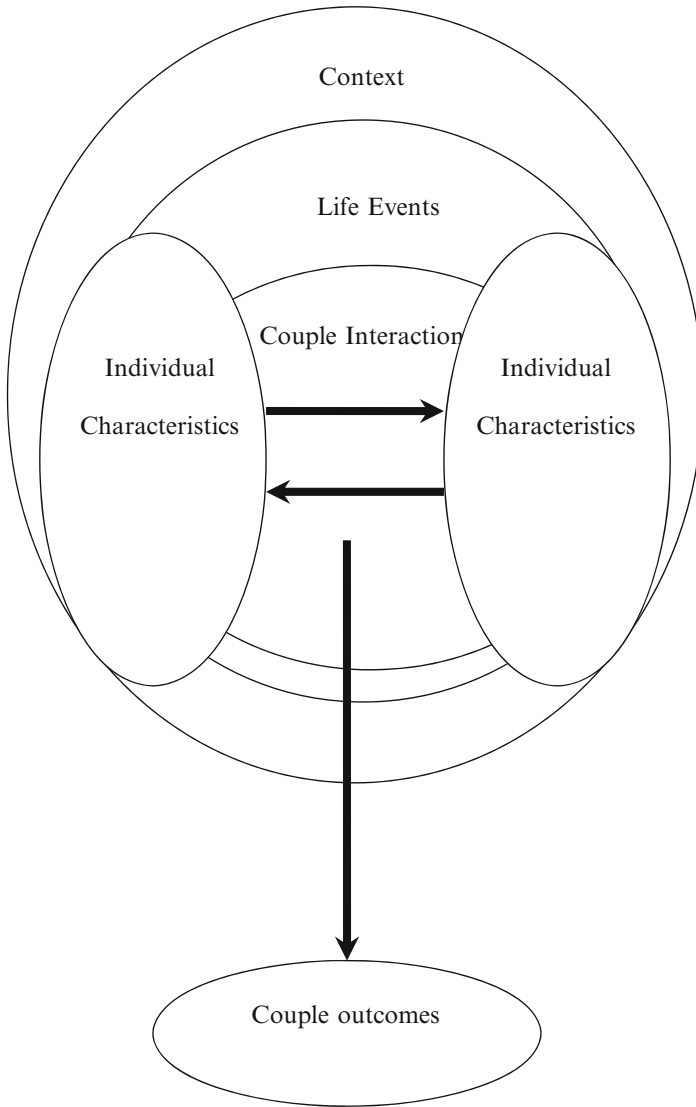 Context
Life Events
Couple Interaction
Individual
Characteristics
Individual
Characteristics
Couple outcomes